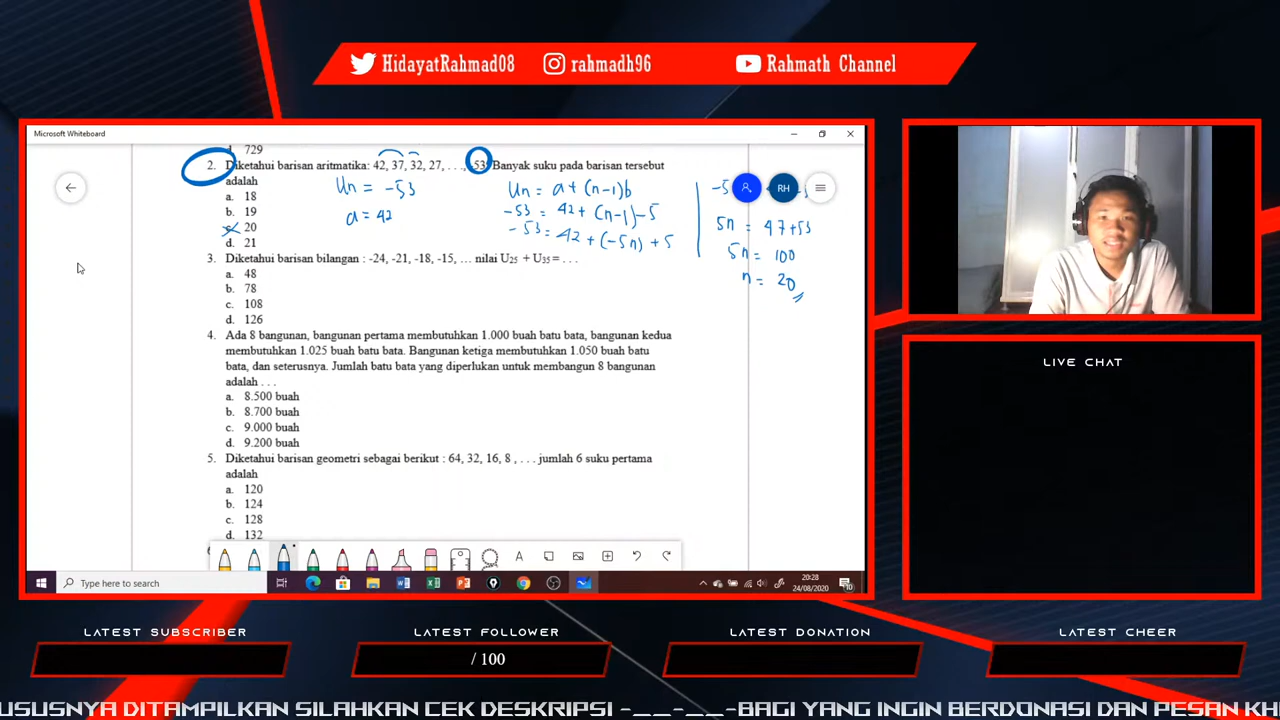 HidayatRahmad08 rahmadh96 Rahmath Channel
Microsoft Whiteboard
d. 729
2. Diketahui barisan aritmatika: 42, 37, 32, 27, . . ., -53. Banyak suku pada barisan tersebut
adalah
a. 18
b. 19
c. 20
d. 21
Un = -53
a = 42
Un = a + (n-1)b
-53 = 42 + (n-1)-5
-53 = 42 + (-5n) + 5
5n = 47+53
5n = 100
n = 20
RH
3. Diketahui barisan bilangan : -24, -21, -18, -15, … nilai U25 + U35 = . . .
a. 48
b. 78
c. 108
d. 126
4. Ada 8 bangunan, bangunan pertama membutuhkan 1.000 buah batu bata, bangunan kedua
membutuhkan 1.025 buah batu bata. Bangunan ketiga membutuhkan 1.050 buah batu
bata, dan seterusnya. Jumlah batu bata yang diperlukan untuk membangun 8 bangunan
adalah . . .
a. 8.500 buah
b. 8.700 buah
c. 9.000 buah
d. 9.200 buah
5. Diketahui barisan geometri sebagai berikut : 64, 32, 16, 8 , . . . jumlah 6 suku pertama
adalah
a. 120
b. 124
c. 128
d. 132
Type here to search
20:28
24/08/2020
LIVE CHAT
LATEST SUBSCRIBER
LATEST FOLLOWER
LATEST DONATION
LATEST CHEER
/ 100
USUSNYA DITAMPILKAN SILAHKAN CEK DESKRIPSI -__-__-BAGI YANG INGIN BERDONASI DAN PESAN KH